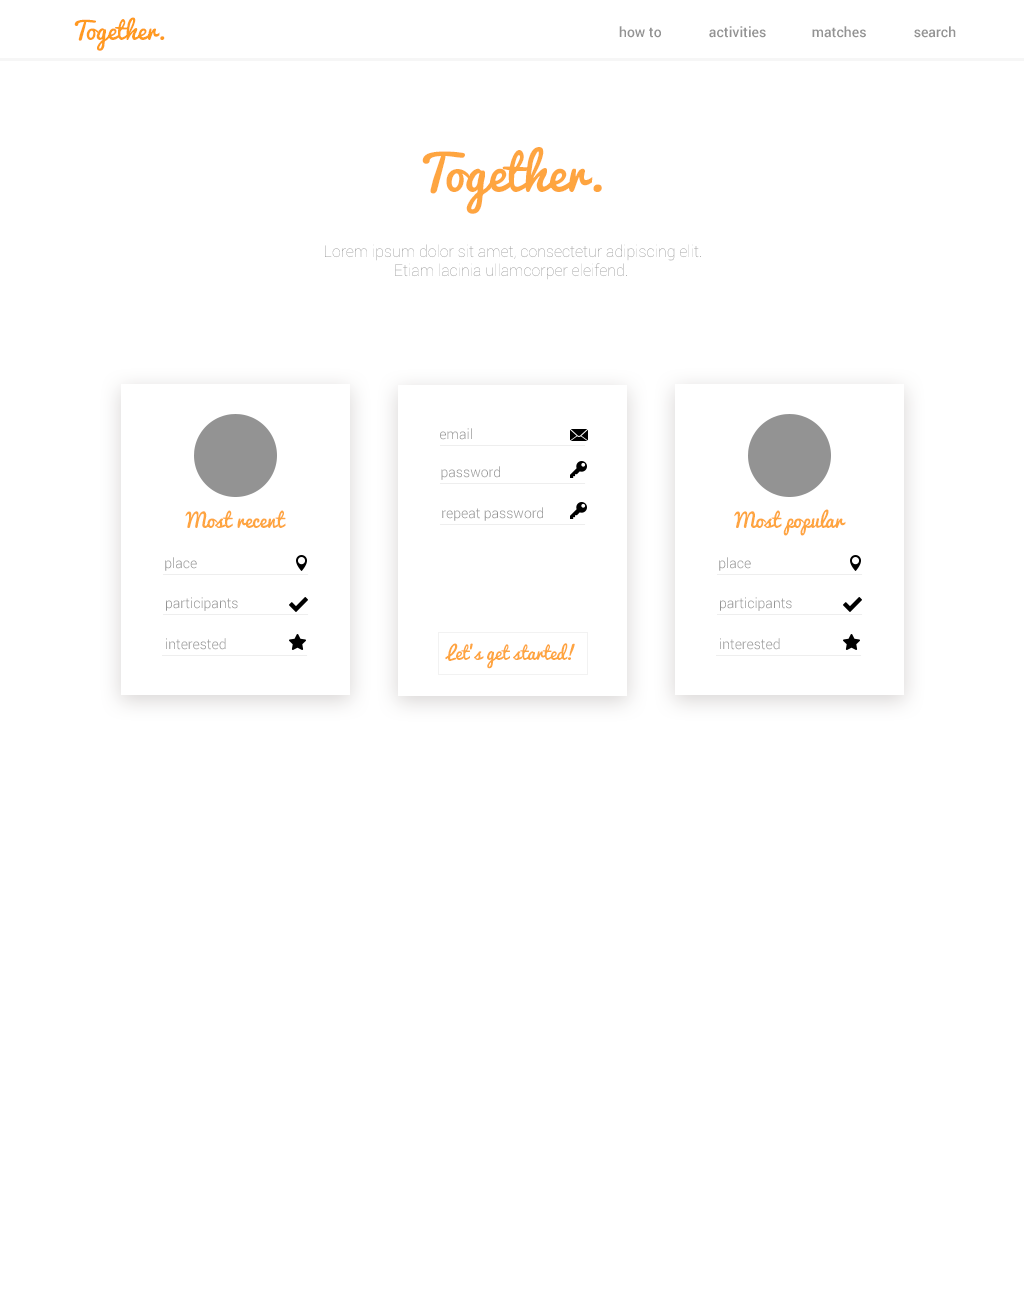 Together.
how to
activities
matches
search
Together.
Lorem ipsum dolor sit amet, consectetur adipiscing elit.
Etiam lacinia ullamcorper eleifend.
Most recent
place
participants
interested
email
password
repeat password
Let's get started!
Most popular
place
participants
interested